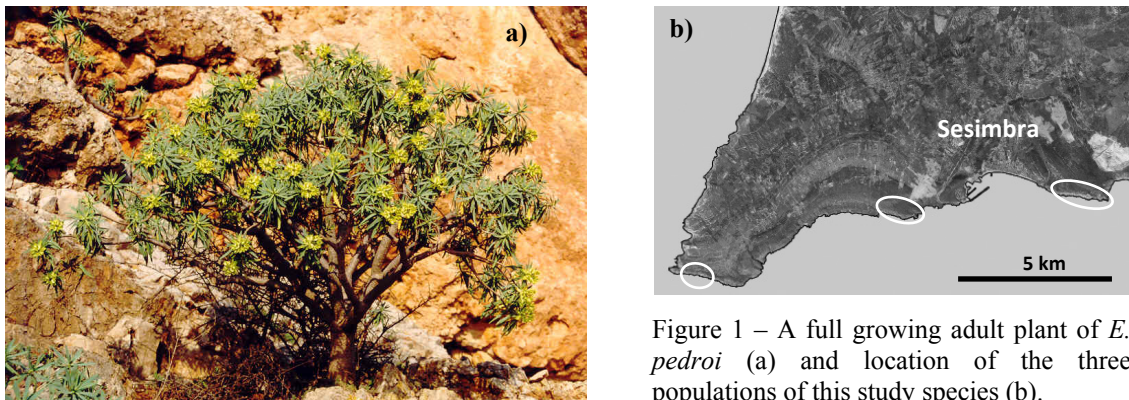 a)
b)
Sesimbra
5 km
Figure 1 – A full growing adult plant of E.
pedroi (a) and location of the three
populations of this study species (b).